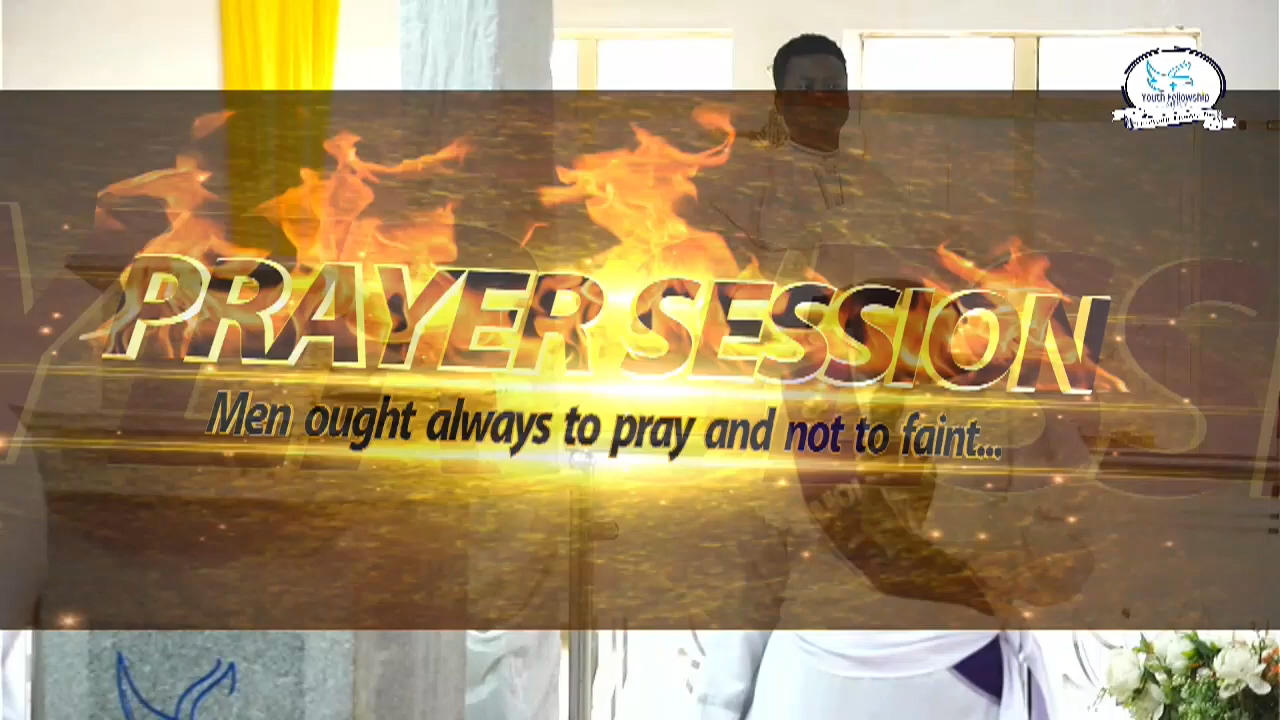 Youth Fellowship
PRAYER SESSION
Men ought always to pray and not to faint...